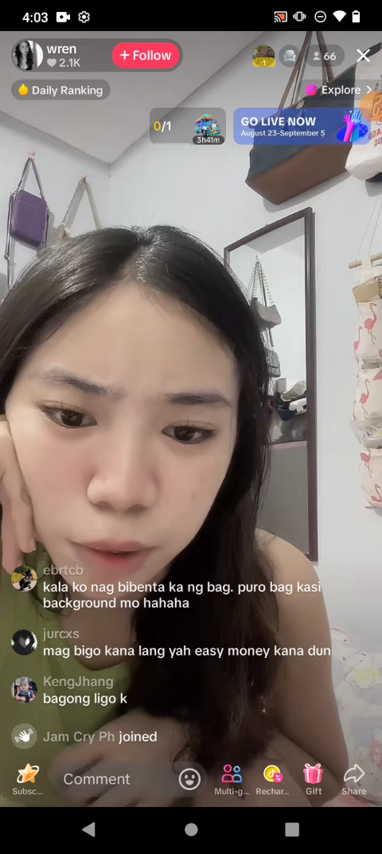 4:03
wren
2.1K
+ Follow
1
66
Daily Ranking
Explore >
0/1
3h41m
GO LIVE NOW
August 23-September 5
ebrtcb
kala ko nag bibenta ka ng bag. puro bag kasi
background mo hahaha
jurcxs
mag bigo kana lang yah easy money kana dun
KengJhang
bagong ligo k
Jam Cry Ph joined
Comment
Subsc...
Multi-g...
Rechar...
Gift
Share